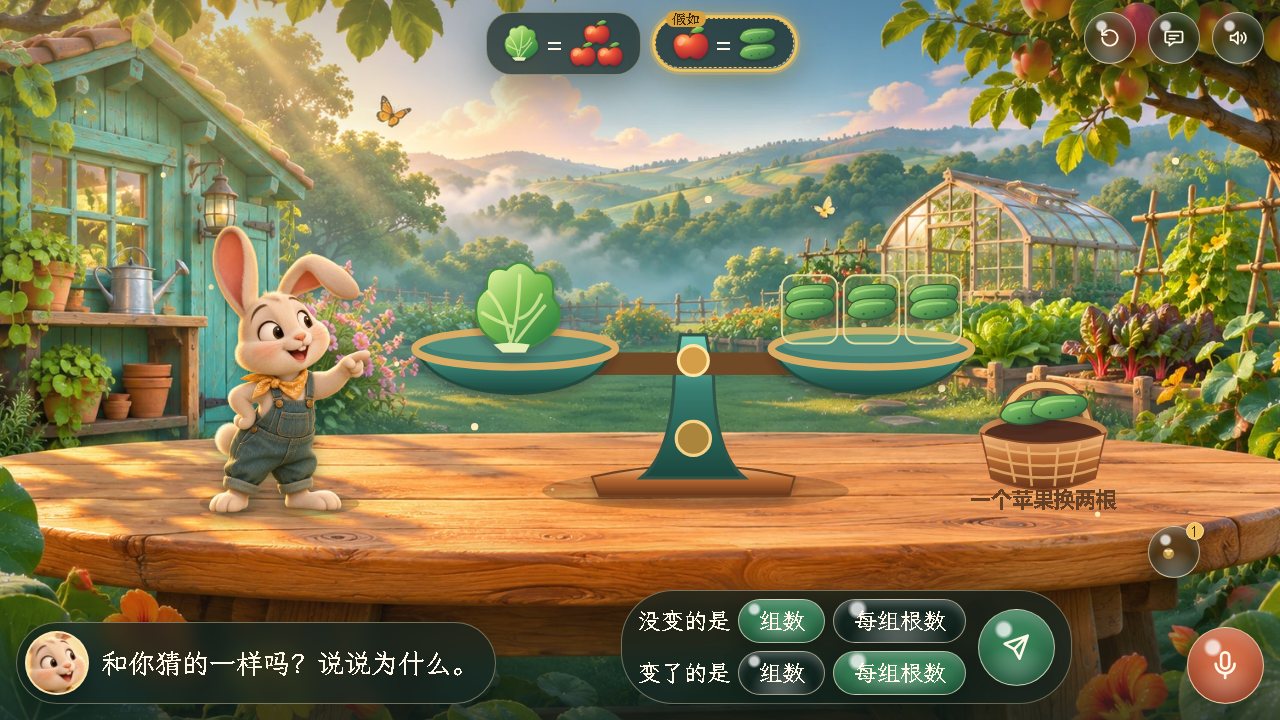 =
假如
=
一个苹果换两根
1
和你猜的一样吗？说说为什么。
没变的是 组数 每组根数
变了的是 组数 每组根数